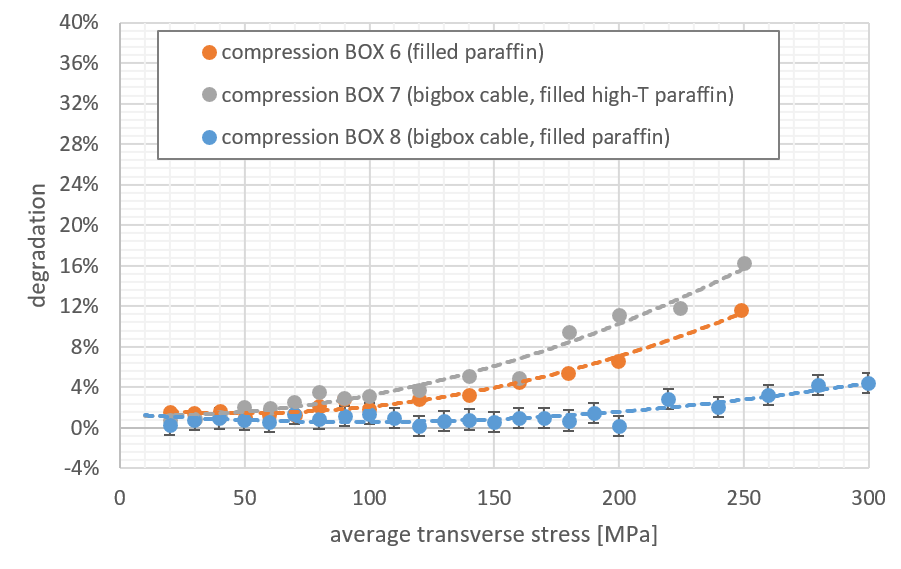 40%
36%
32%
28%
24%
20%
16%
12%
8%
4%
0%
-4%
degradation
compression BOX 6 (filled paraffin)
compression BOX 7 (bigbox cable, filled high-T paraffin)
compression BOX 8 (bigbox cable, filled paraffin)
0 50 100 150 200 250 300
average transverse stress [MPa]